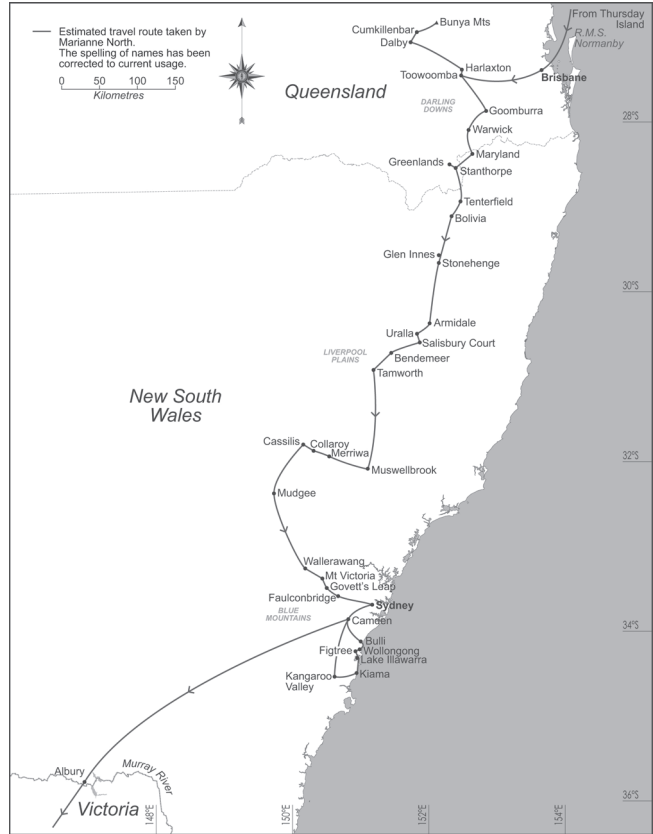 Estimated travel route taken by
Marianne North.
The spelling of names has been
corrected to current usage.
0 50 100 150
Kilometres
From Thursday
Island
R.M.S.
Normanby
Bunya Mts
Cumkillenbar
Dalby
Harlaxton
Toowoomba
Brisbane
Queensland
DARLING
DOWNS
Goomburra
28°S
Warwick
Maryland
Greenlands
Stanthorpe
Tenterfield
Bolivia
Glen Innes
Stonehenge
30°S
Armidale
Uralla
Salisbury Court
LIVERPOOL
PLAINS
Bendemeer
Tamworth
New South
Wales
Cassilis
Collaroy
Merriwa
Muswellbrook
32°S
Mudgee
Wallerawang
Mt Victoria
Govett's Leap
Faulconbridge
Sydney
BLUE
MOUNTAINS
Cameen
34°S
Bulli
Figtree
Wollongong
Lake Illawarra
Kangaroo
Valley
Kiama
Albury
Murray River
Victoria
36°S
148°E
150°E
152°E
154°E